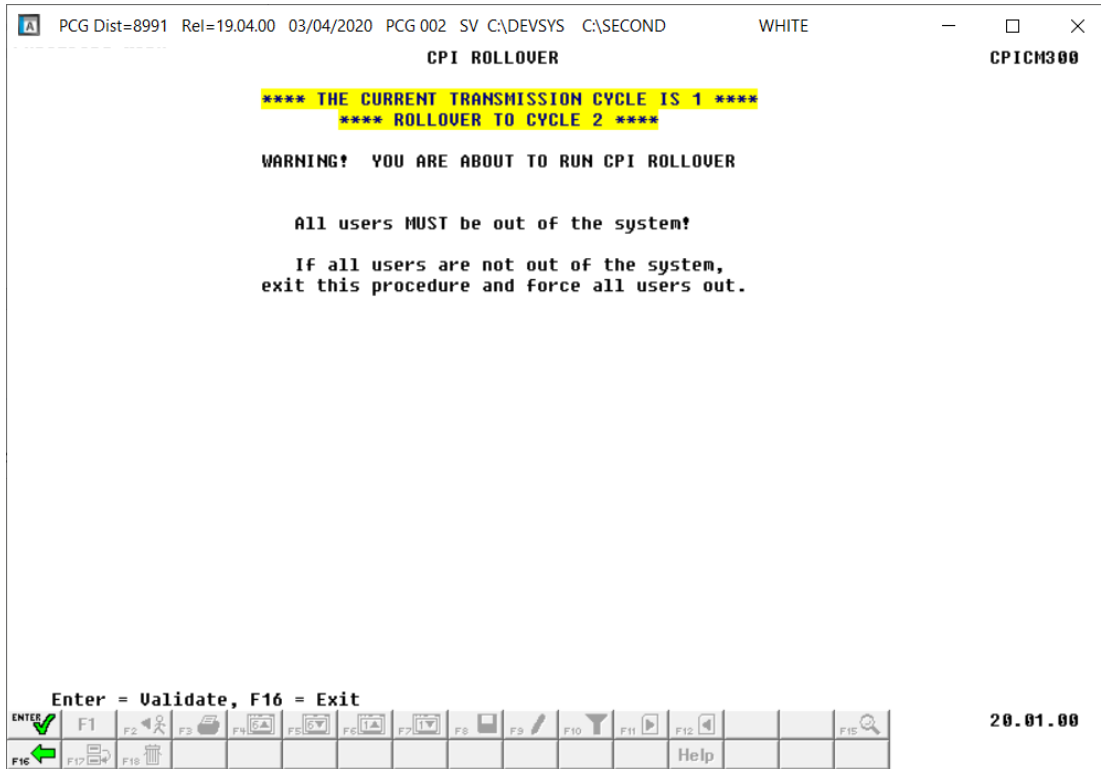 A PCG Dist=8991 Rel=19.04.00 03/04/2020 PCG 002 SV C:\DEVSYS C:\SECOND WHITE
CPI ROLLOVER CPICM300
**** THE CURRENT TRANSMISSION CYCLE IS 1 ****
**** ROLLOVER TO CYCLE 2 ****
WARNING! YOU ARE ABOUT TO RUN CPI ROLLOVER
All users MUST be out of the system!
If all users are not out of the system,
exit this procedure and force all users out.
Enter = Validate, F16 = Exit
ENTER F1 F2 F3 F4 6 F5 6 F6 1 F7 1 F8 F9 F10 F11 F12 F15 20.01.00
F16 F17 F18 Help